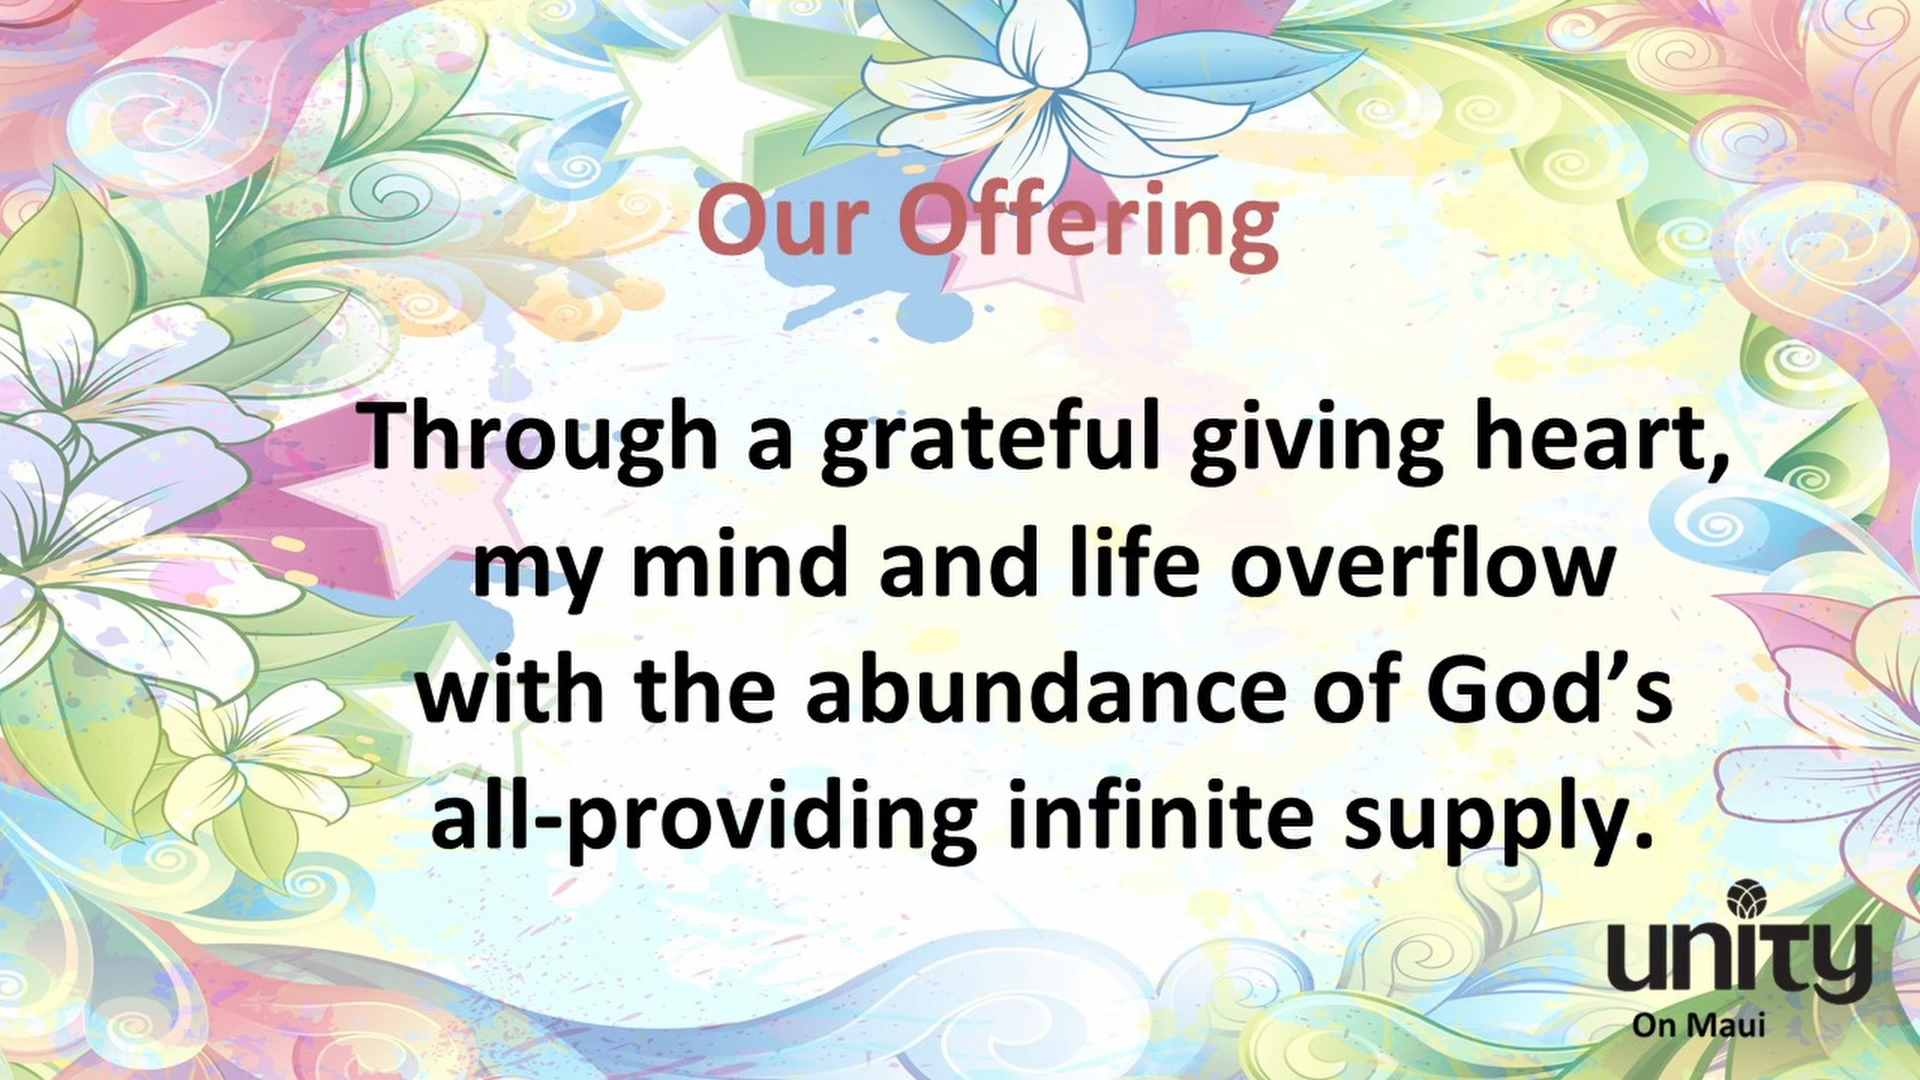 Our Offering
Through a grateful giving heart,
my mind and life overflow
with the abundance of God’s
all-providing infinite supply.
unity
On Maui